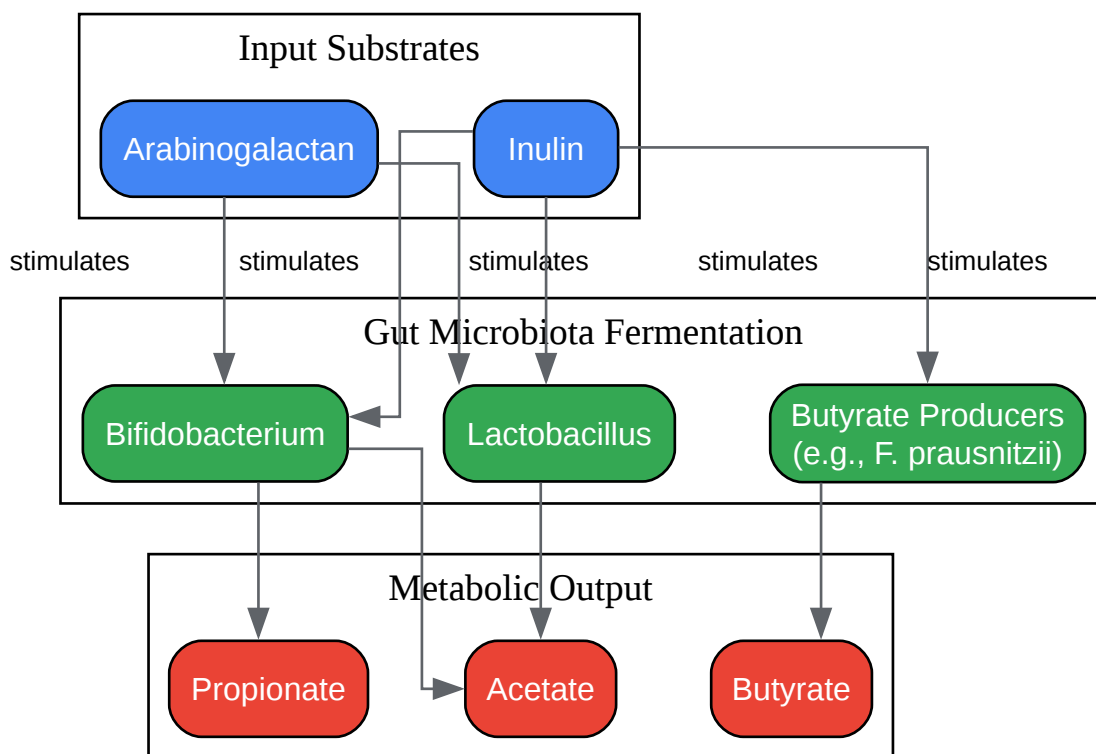 Input Substrates
Arabinogalactan
Inulin
stimulates
stimulates
stimulates
stimulates
stimulates
Gut Microbiota Fermentation
Bifidobacterium
Lactobacillus
Butyrate Producers
(e.g., F. prausnitzii)
Metabolic Output
Propionate
Acetate
Butyrate